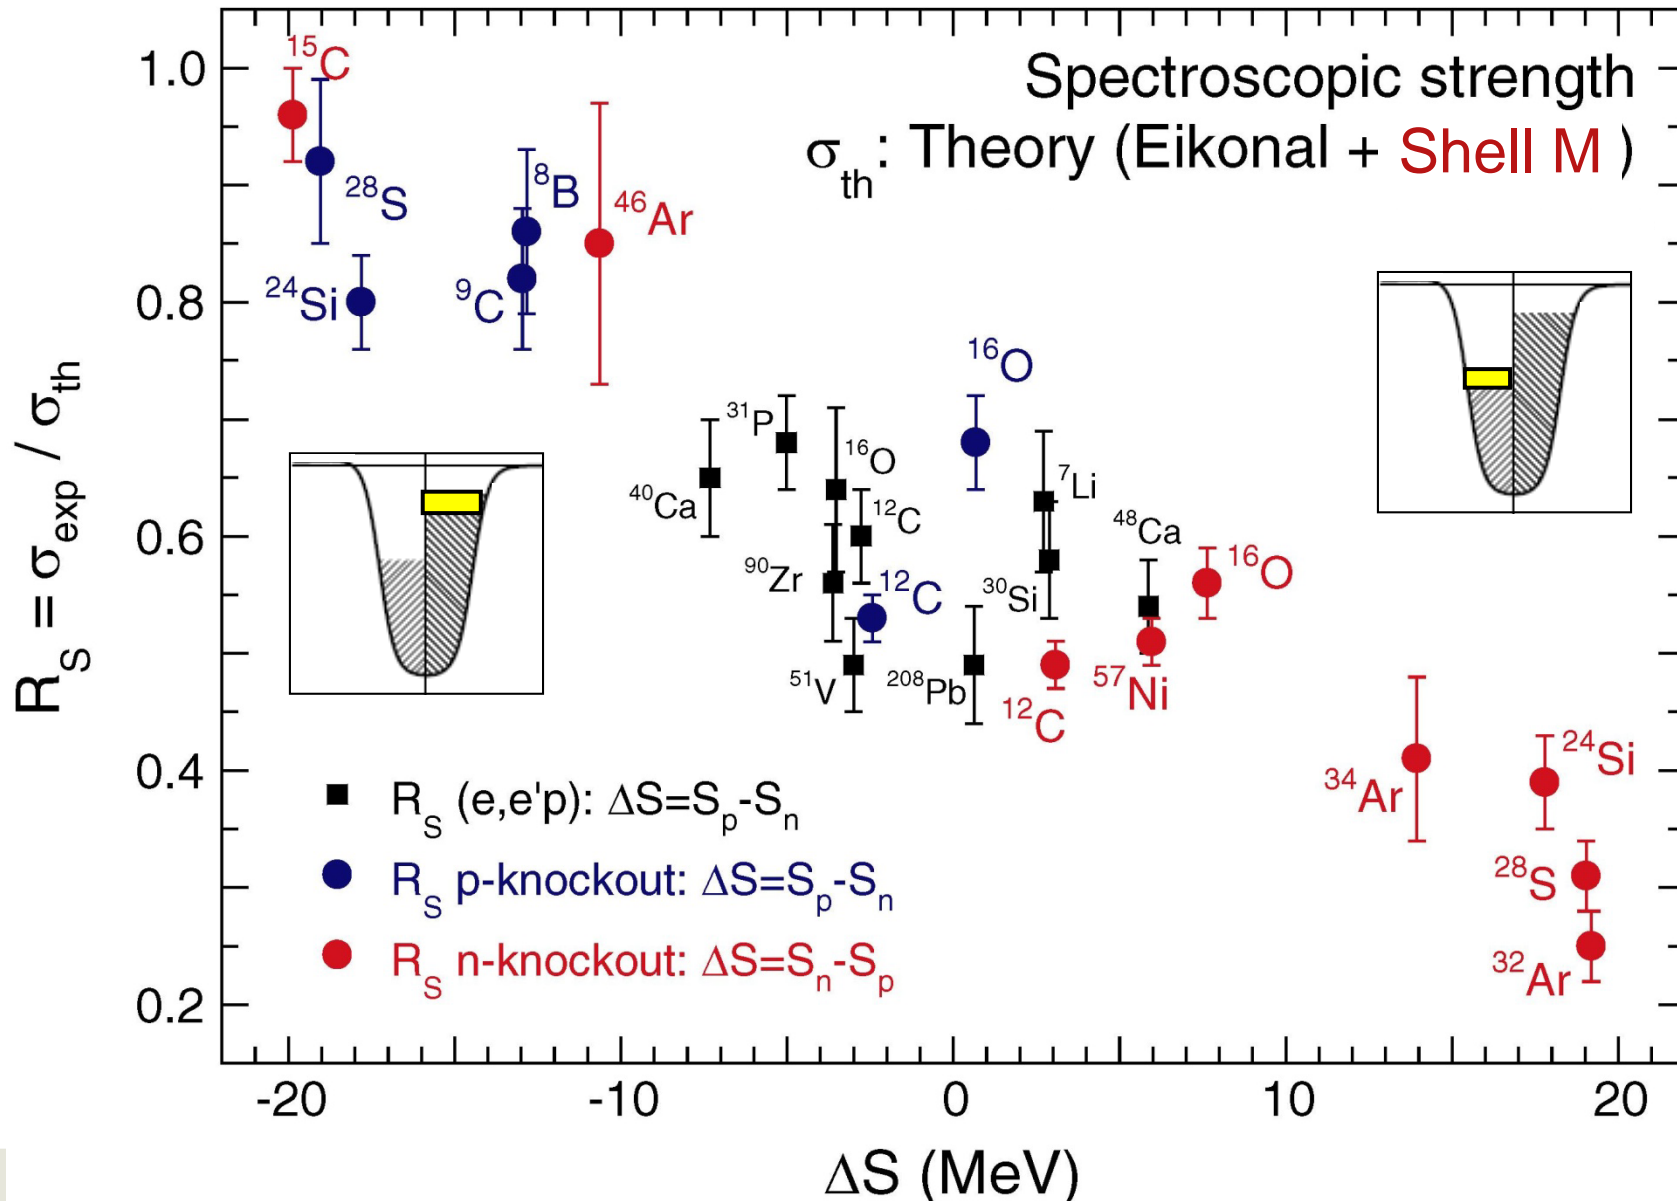 Spectroscopic strength
σth: Theory (Eikonal + Shell M )
RS = σexp / σth
1.0
0.8
0.6
0.4
0.2
15C
28S
24Si
8B
9C
46Ar
31P
40Ca
16O
12C
90Zr
12C
51V
16O
208Pb
7Li
30Si
48Ca
12C
57Ni
16O
34Ar
24Si
28S
32Ar
RS (e,e'p): ΔS=Sp-Sn
RS p-knockout: ΔS=Sp-Sn
RS n-knockout: ΔS=Sn-Sp
-20 -10 0 10 20
ΔS (MeV)